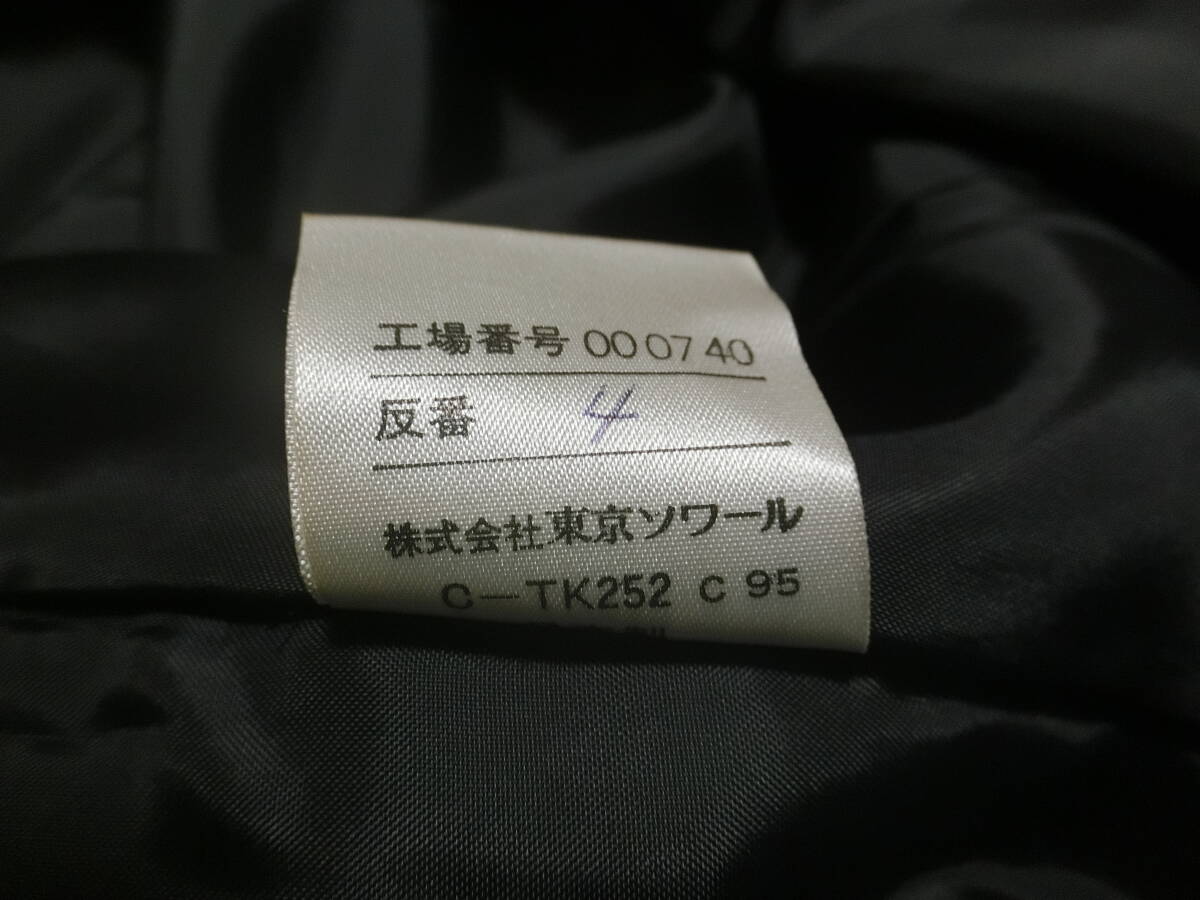 工場番号 000740
反番 4
株式会社東京ソワール
C-TK252 C 95